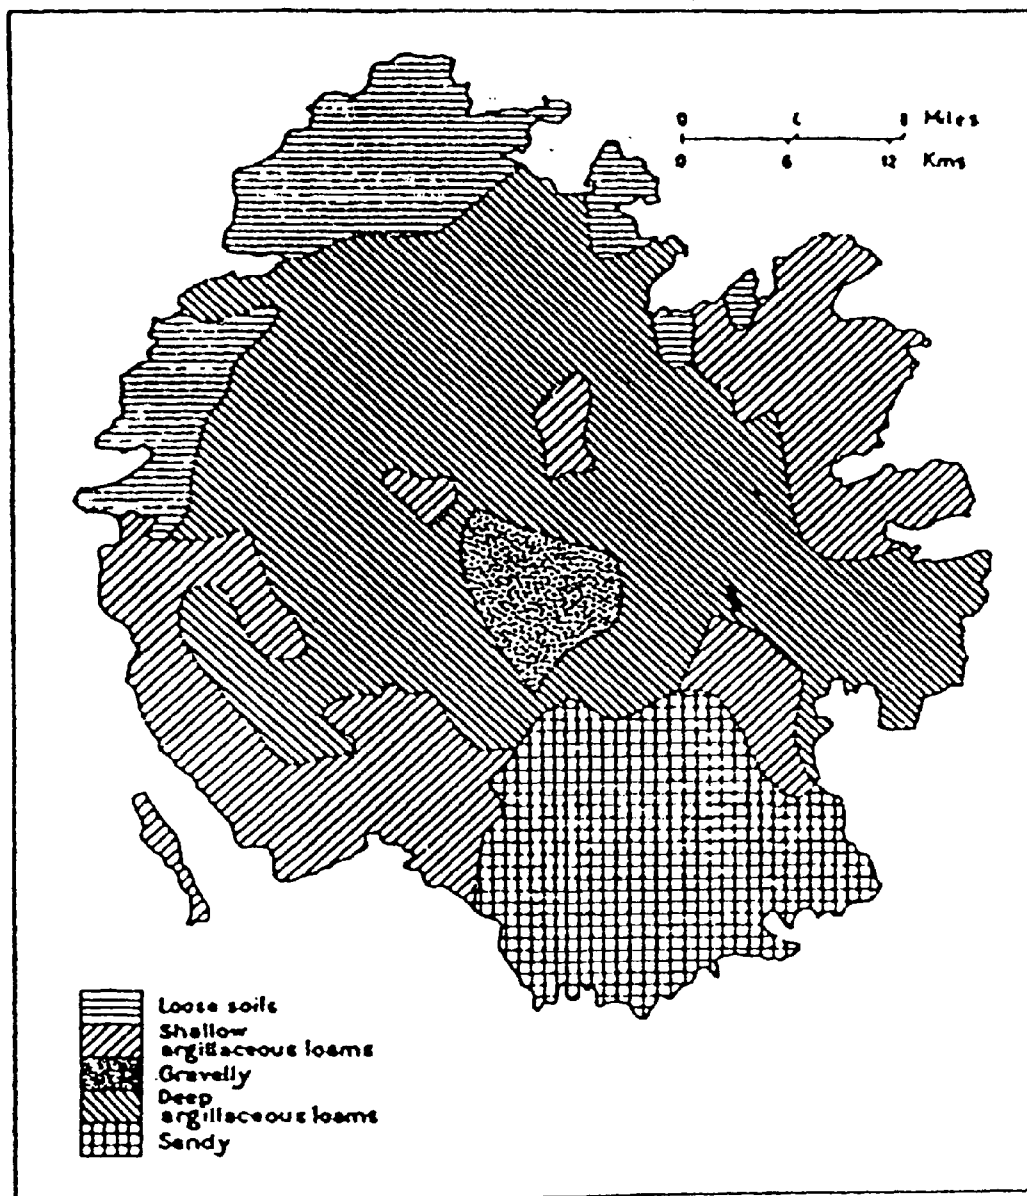 0 4 8 Miles
0 6 12 Kms
Loose soils
Shallow
argillaceous loams
Gravelly
Deep
argillaceous loams
Sandy